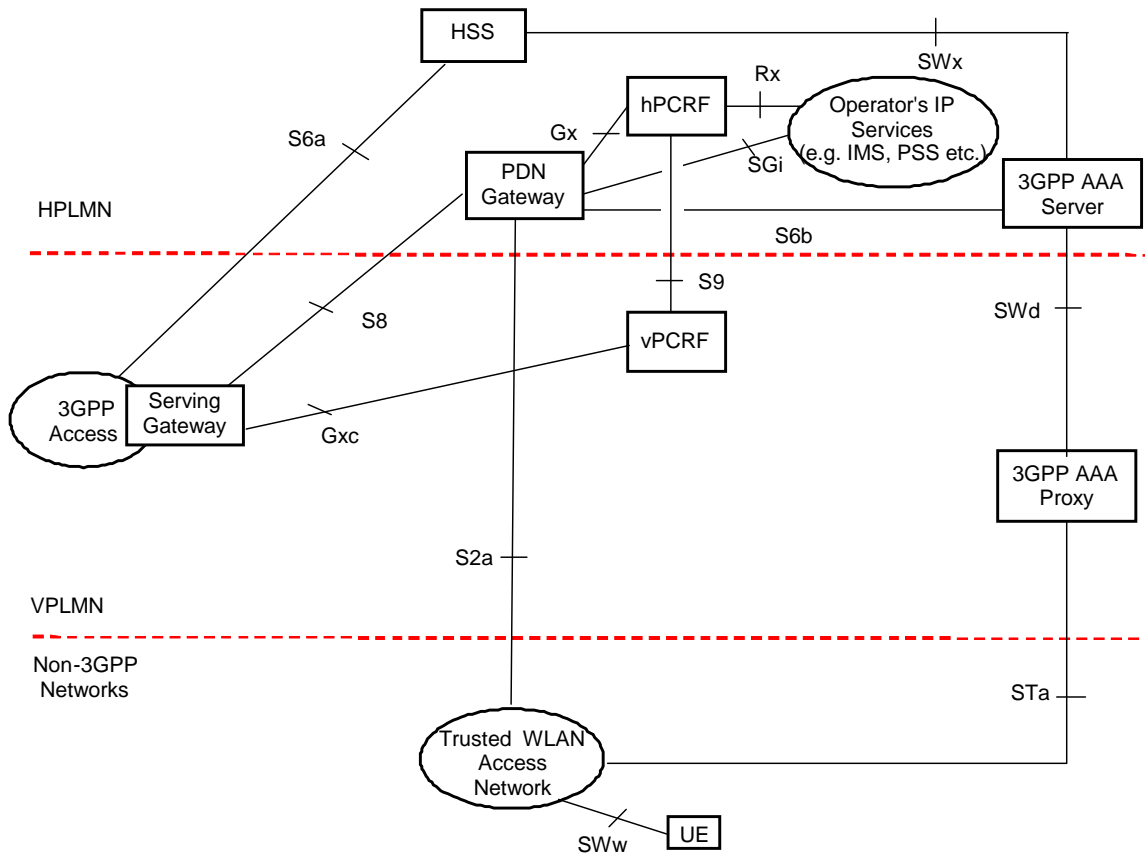 HSS
SWx
Rx
hPCRF
Operator's IP
Services
(e.g. IMS, PSS etc.)
S6a
Gx
SGi
PDN
Gateway
3GPP AAA
Server
HPLMN
S6b
S9
S8
SWd
vPCRF
3GPP
Access
Serving
Gateway
Gxc
3GPP AAA
Proxy
S2a
VPLMN
Non-3GPP
Networks
STa
Trusted WLAN
Access
Network
SWw
UE